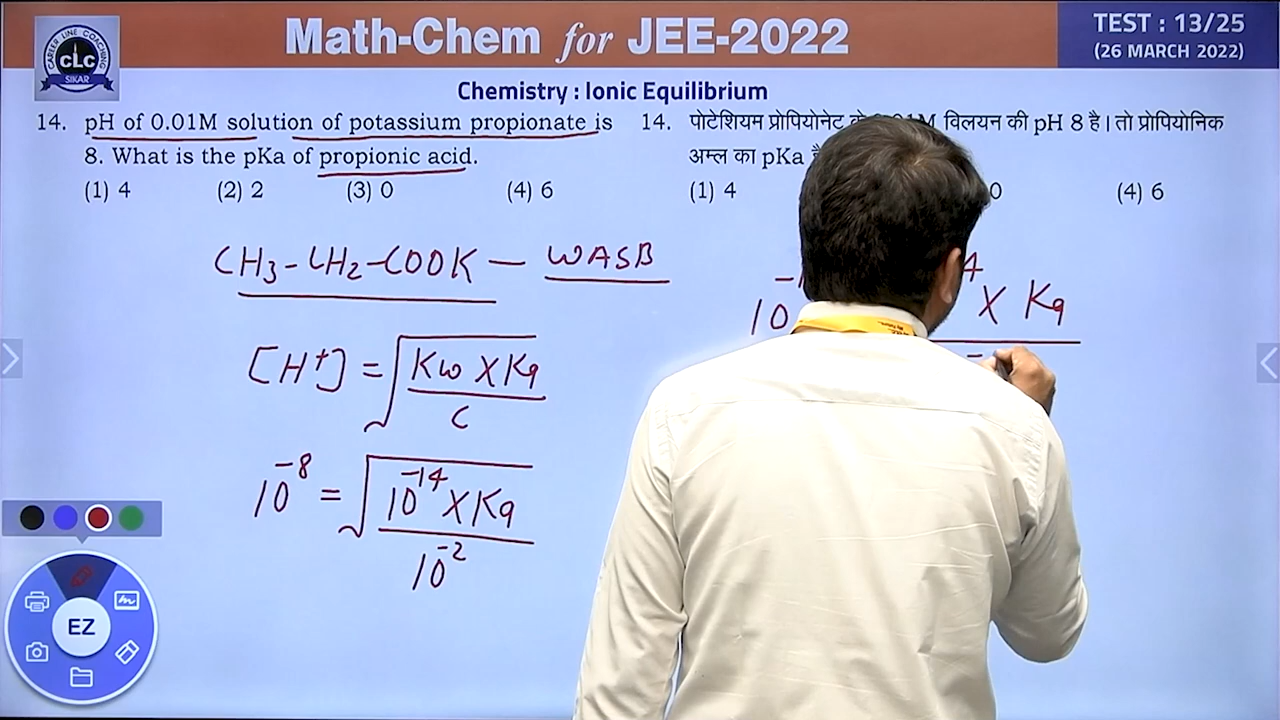 Math-Chem for JEE-2022
TEST : 13/25
(26 MARCH 2022)
CAREER LINE COACHING
CLC
SIKAR
Chemistry : Ionic Equilibrium
14. pH of 0.01M solution of potassium propionate is
8. What is the pKa of propionic acid.
(1) 4 (2) 2 (3) 0 (4) 6
14. पोटेशियम प्रोपियोनेट विलयन की pH 8 है। तो प्रोपियोनिक
अम्ल का pKa
(1) 4 0 (4) 6
CH3-CH2-COOK — WASB
[H+] = √Kw X Ka
C
10-8 = √10-14 X Ka
10-2
10 4 X Ka
EZ